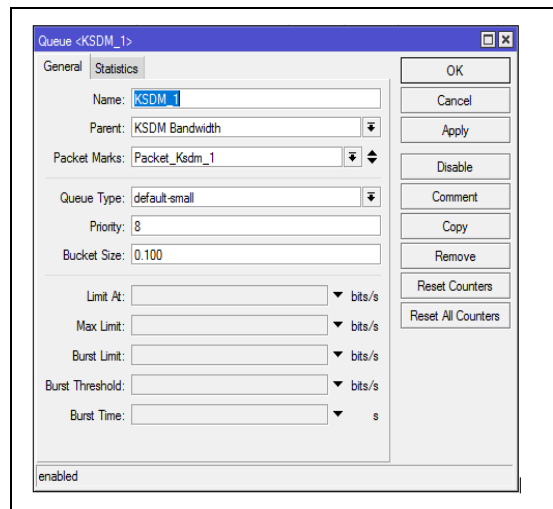 Queue <KSDM_1>
General Statistics
Name: KSDM_1
Parent: KSDM Bandwidth
Packet Marks: Packet_Ksdm_1
Queue Type: default-small
Priority: 8
Bucket Size: 0.100
Limit At: bits/s
Max Limit: bits/s
Burst Limit: bits/s
Burst Threshold: bits/s
Burst Time: s
enabled
OK
Cancel
Apply
Disable
Comment
Copy
Remove
Reset Counters
Reset All Counters